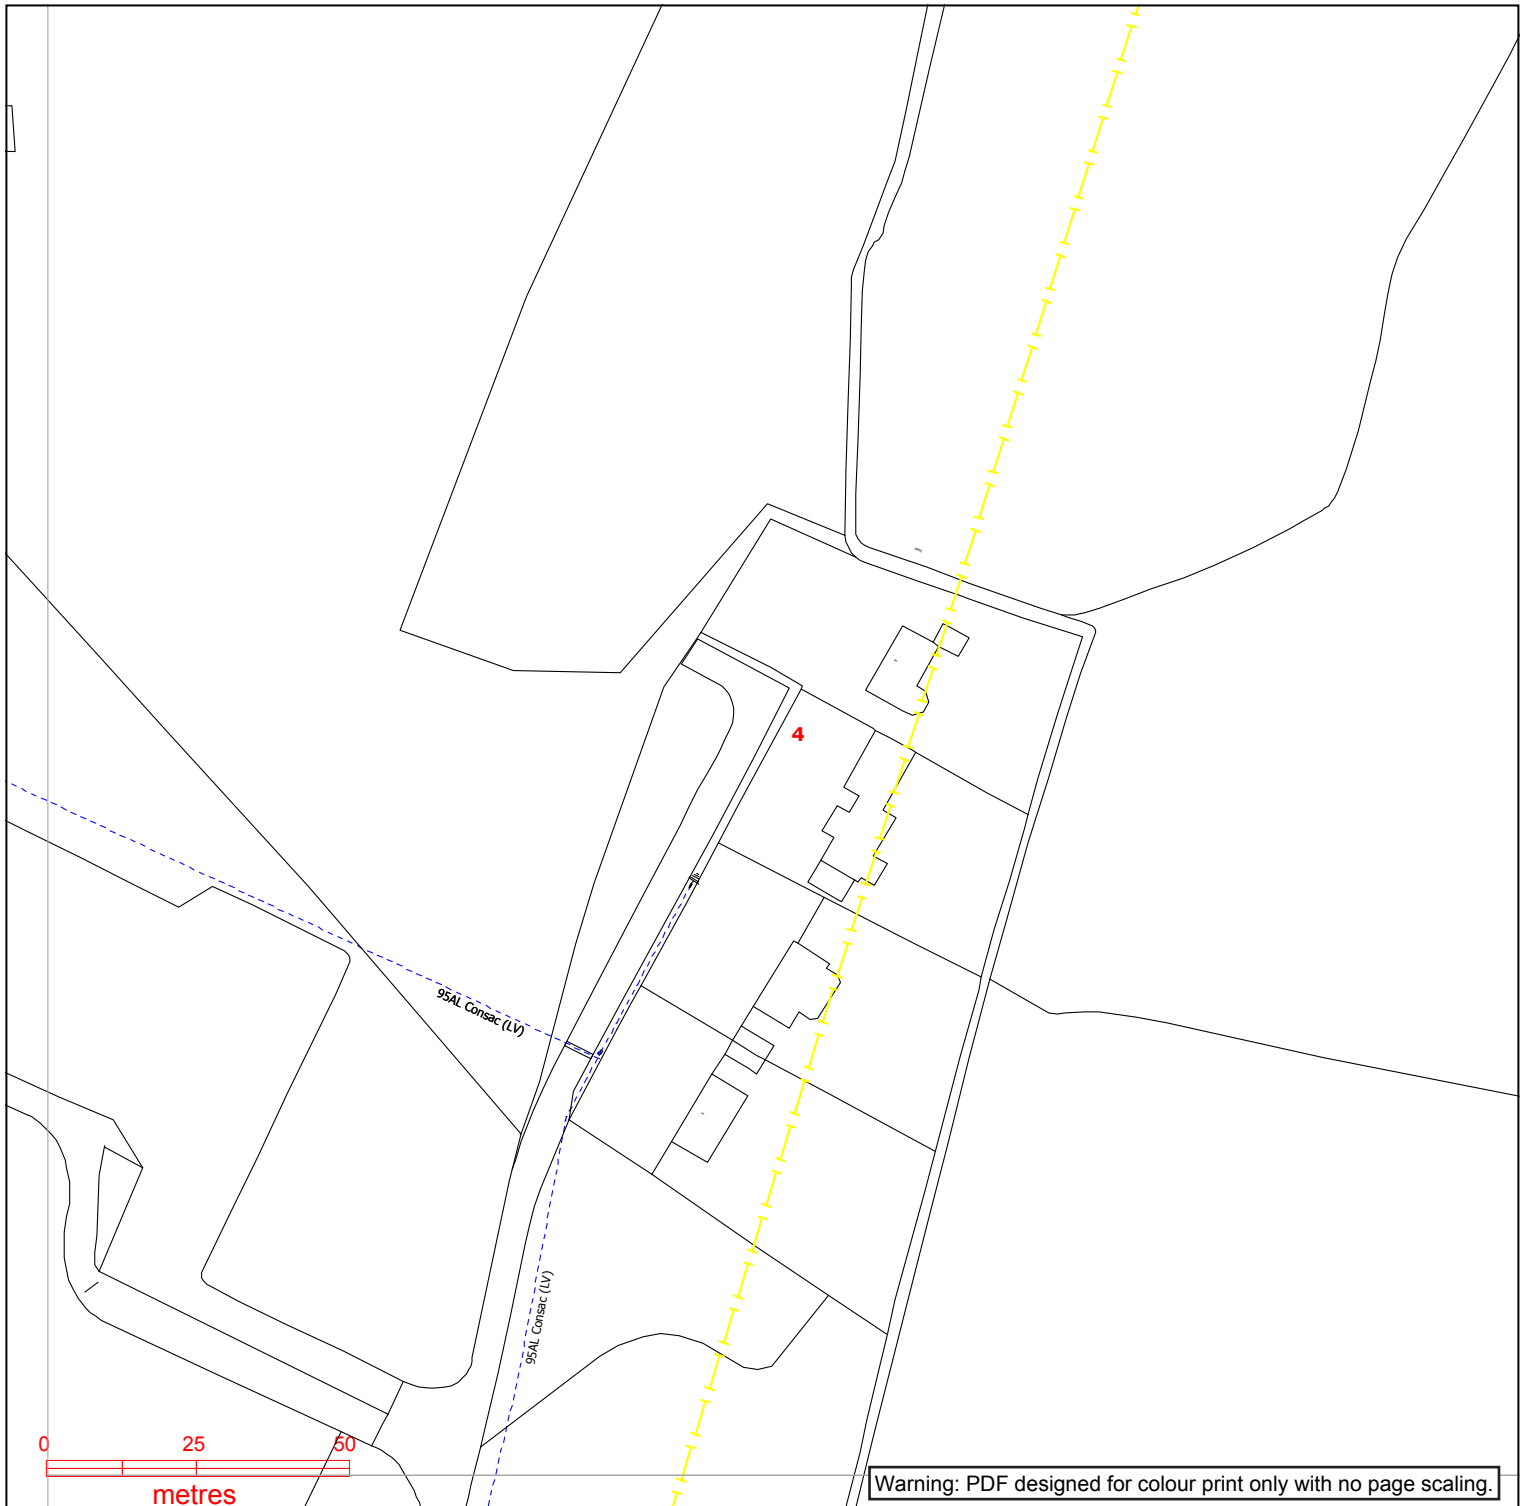 4
95AL Consac (LV)
95AL Consac (LV)
0 25 50
metres
Warning: PDF designed for colour print only with no page scaling.